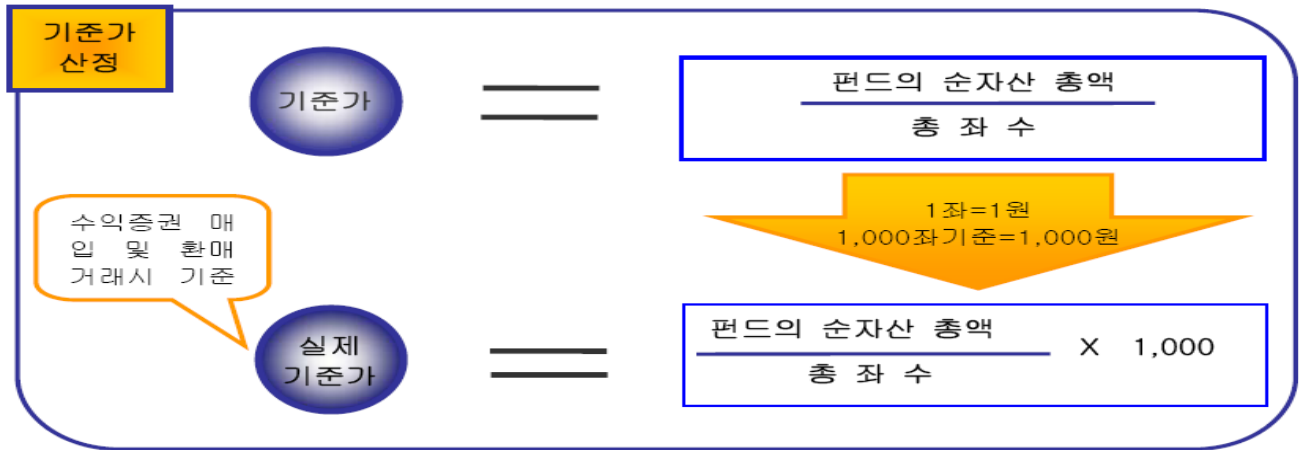 기준가
산정
기준가
펀드의 순자산 총액
총 좌 수
수익증권 매
입 및 환매
거래시 기준
1좌=1원
1,000좌기준=1,000원
실제
기준가
펀드의 순자산 총액
총 좌 수
X 1,000